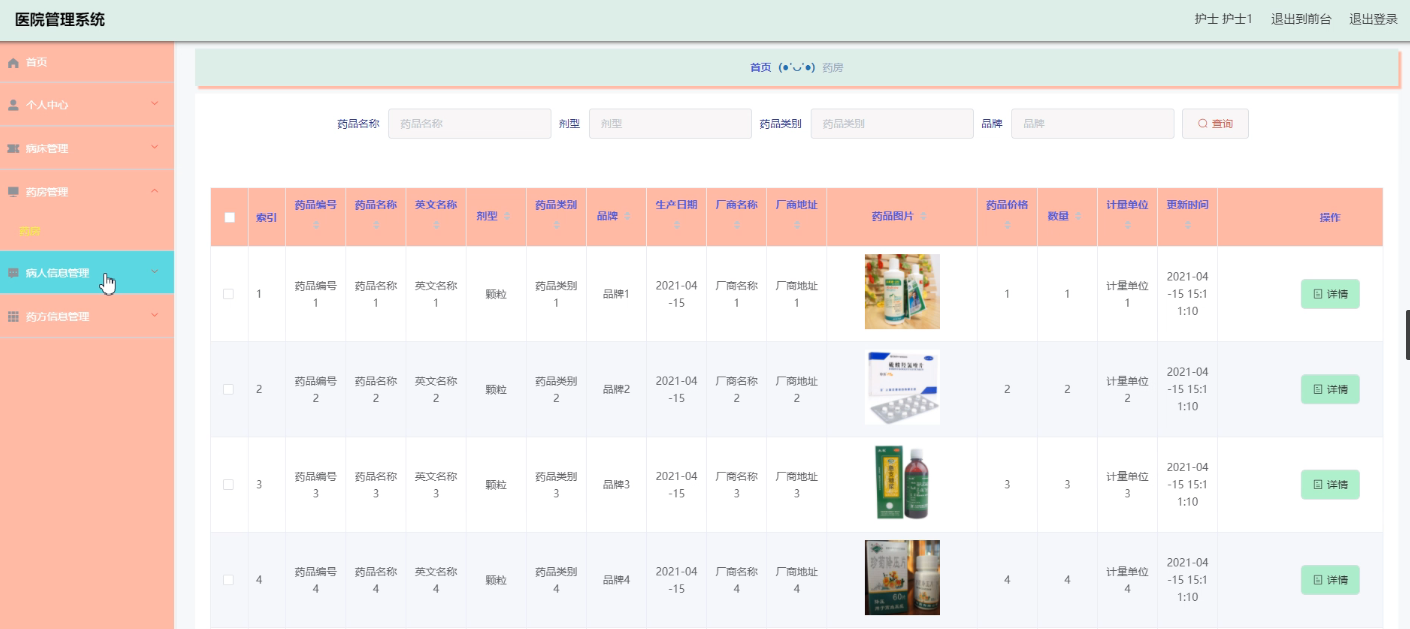 医院管理系统
护士 护士1 退出到前台 退出登录
首页
个人中心
病床管理
药房管理
药房
病人信息管理
药方信息管理
首页 (●'◡'●) 药房
药品名称 药品名称 剂型 剂型 药品类别 药品类别 品牌 品牌 查询
索引 药品编号 药品名称 英文名称 剂型 药品类别 品牌 生产日期 厂商名称 厂商地址 药品图片 药品价格 数量 计量单位 更新时间 操作
1 药品编号1 药品名称1 英文名称1 颗粒 药品类别1 品牌1 2021-04-15 厂商名称1 厂商地址1 1 1 计量单位1 2021-04-15 15:11:10 详情
2 药品编号2 药品名称2 英文名称2 颗粒 药品类别2 品牌2 2021-04-15 厂商名称2 厂商地址2 2 2 计量单位2 2021-04-15 15:11:10 详情
3 药品编号3 药品名称3 英文名称3 颗粒 药品类别3 品牌3 2021-04-15 厂商名称3 厂商地址3 3 3 计量单位3 2021-04-15 15:11:10 详情
4 药品编号4 药品名称4 英文名称4 颗粒 药品类别4 品牌4 2021-04-15 厂商名称4 厂商地址4 4 4 计量单位4 2021-04-15 15:11:10 详情